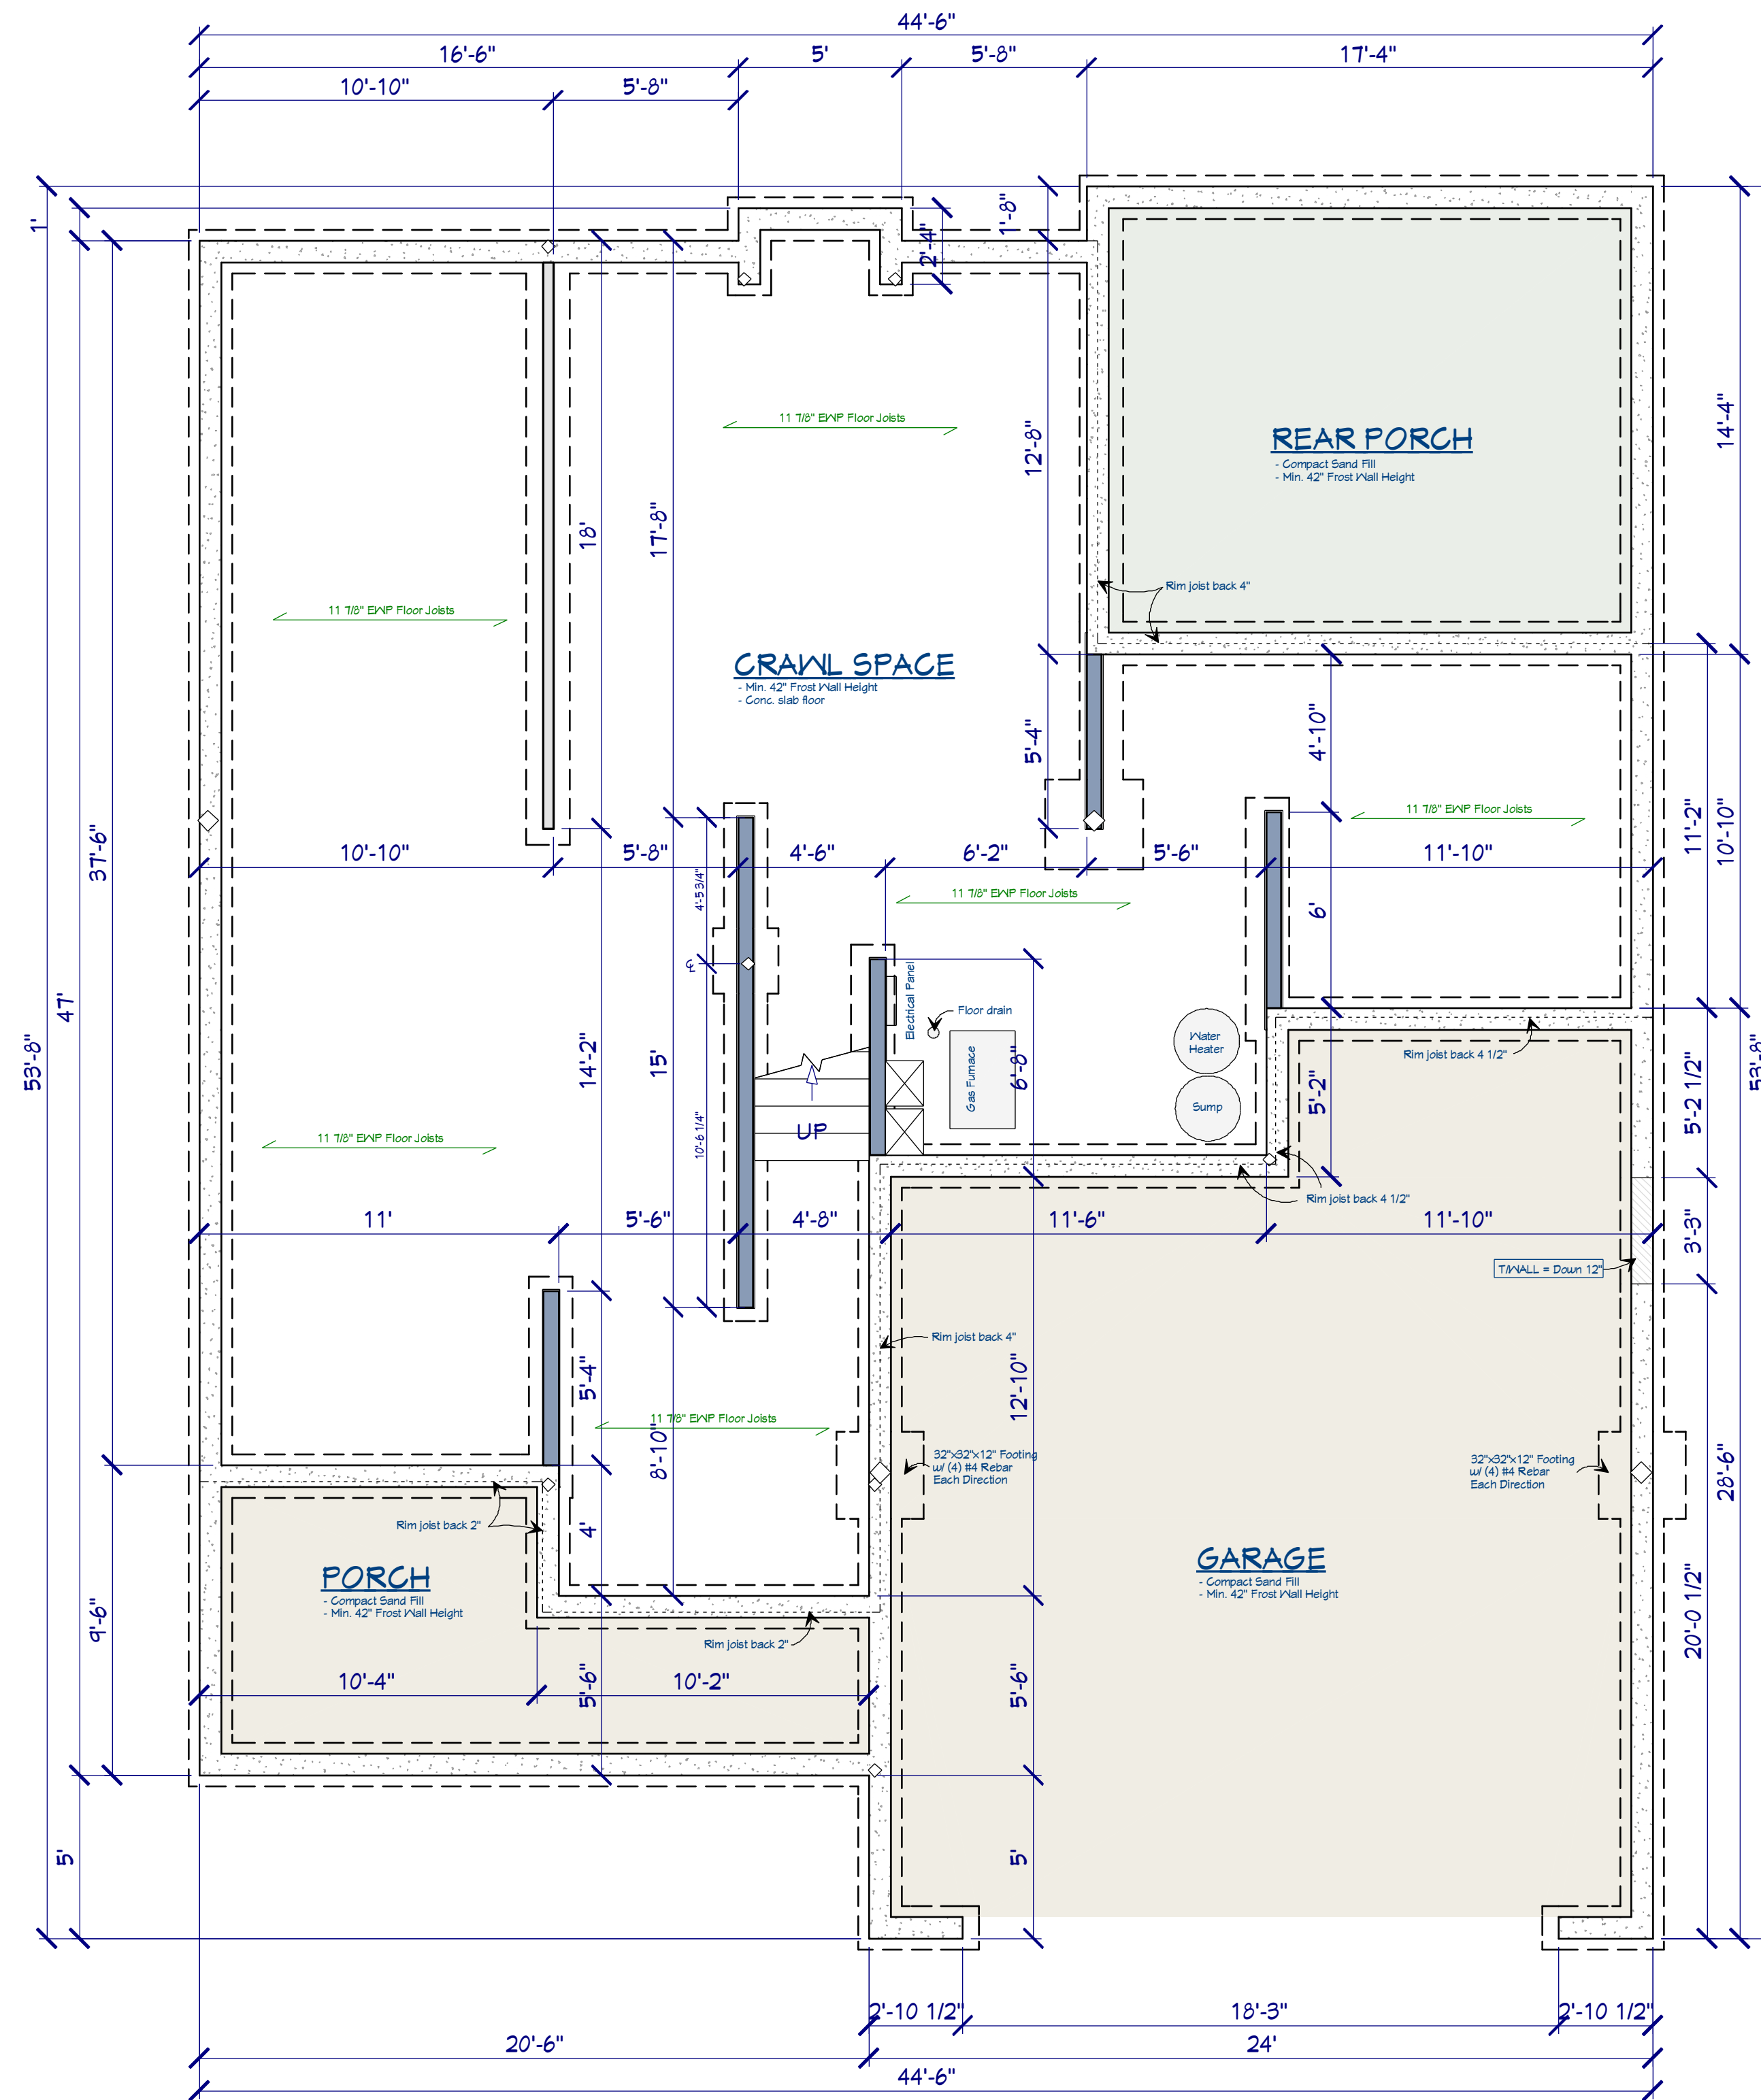 44'-6"
16'-6"
5'
5'-8"
17'-4"
10'-10"
5'-8"
1'
1'-8"
2'-4"
11 7/8" EWP Floor Joists
REAR PORCH
- Compact Sand Fill
- Min. 42" Frost Wall Height
12'-8"
14'-4"
18'
17'-8"
Rim joist back 4"
11 7/8" EWP Floor Joists
CRAWL SPACE
- Min. 42" Frost Wall Height
- Conc. slab floor
5'-4"
4'-10"
11 7/8" EWP Floor Joists
11'-2"
10'-10"
37'-6"
10'-10"
5'-8"
4'-6"
6'-2"
5'-6"
11'-10"
4'-5 3/4"
11 7/8" EWP Floor Joists
6'
47'
53'-8"
℄
Electrical Panel
Floor drain
Gas Furnace
6'-8"
Water
Heater
Sump
Rim joist back 4 1/2"
53'-8"
14'-2"
15'
10'-6 1/4"
UP
5'-2"
5'-2 1/2"
11 7/8" EWP Floor Joists
Rim joist back 4 1/2"
11'
5'-6"
4'-8"
11'-6"
11'-10"
3'-3"
T/WALL = Down 12"
Rim joist back 4"
5'-4"
12'-10"
11 7/8" EWP Floor Joists
8'-10"
32"x32"x12" Footing
w/ (4) #4 Rebar
Each Direction
32"x32"x12" Footing
w/ (4) #4 Rebar
Each Direction
28'-6"
Rim joist back 2"
4'
PORCH
- Compact Sand Fill
- Min. 42" Frost Wall Height
GARAGE
- Compact Sand Fill
- Min. 42" Frost Wall Height
9'-6"
20'-0 1/2"
Rim joist back 2"
10'-4"
5'-6"
10'-2"
5'-6"
5'
5'
2'-10 1/2"
18'-3"
2'-10 1/2"
20'-6"
24'
44'-6"